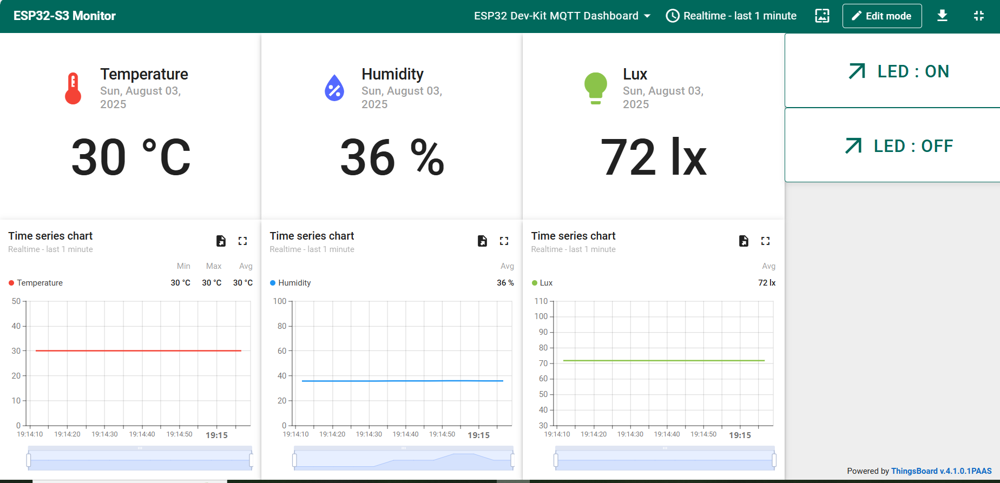 ESP32-S3 Monitor
ESP32 Dev-Kit MQTT Dashboard
Realtime - last 1 minute
Edit mode
Temperature
Sun, August 03,
2025
30 °C
Humidity
Sun, August 03,
2025
36 %
Lux
Sun, August 03,
2025
72 lx
LED : ON
LED : OFF
Time series chart
Realtime - last 1 minute
Min Max Avg
Temperature 30 °C 30 °C 30 °C
50
40
30
20
10
0
19:14:10 19:14:20 19:14:30 19:14:40 19:14:50 19:15
Time series chart
Realtime - last 1 minute
Avg
Humidity 36 %
100
80
60
40
20
0
19:14:10 19:14:20 19:14:30 19:14:40 19:14:50 19:15
Time series chart
Realtime - last 1 minute
Avg
Lux 72 lx
110
100
90
80
70
60
50
40
30
19:14:10 19:14:20 19:14:30 19:14:40 19:14:50 19:15
Powered by ThingsBoard v.4.1.0.1PAAS